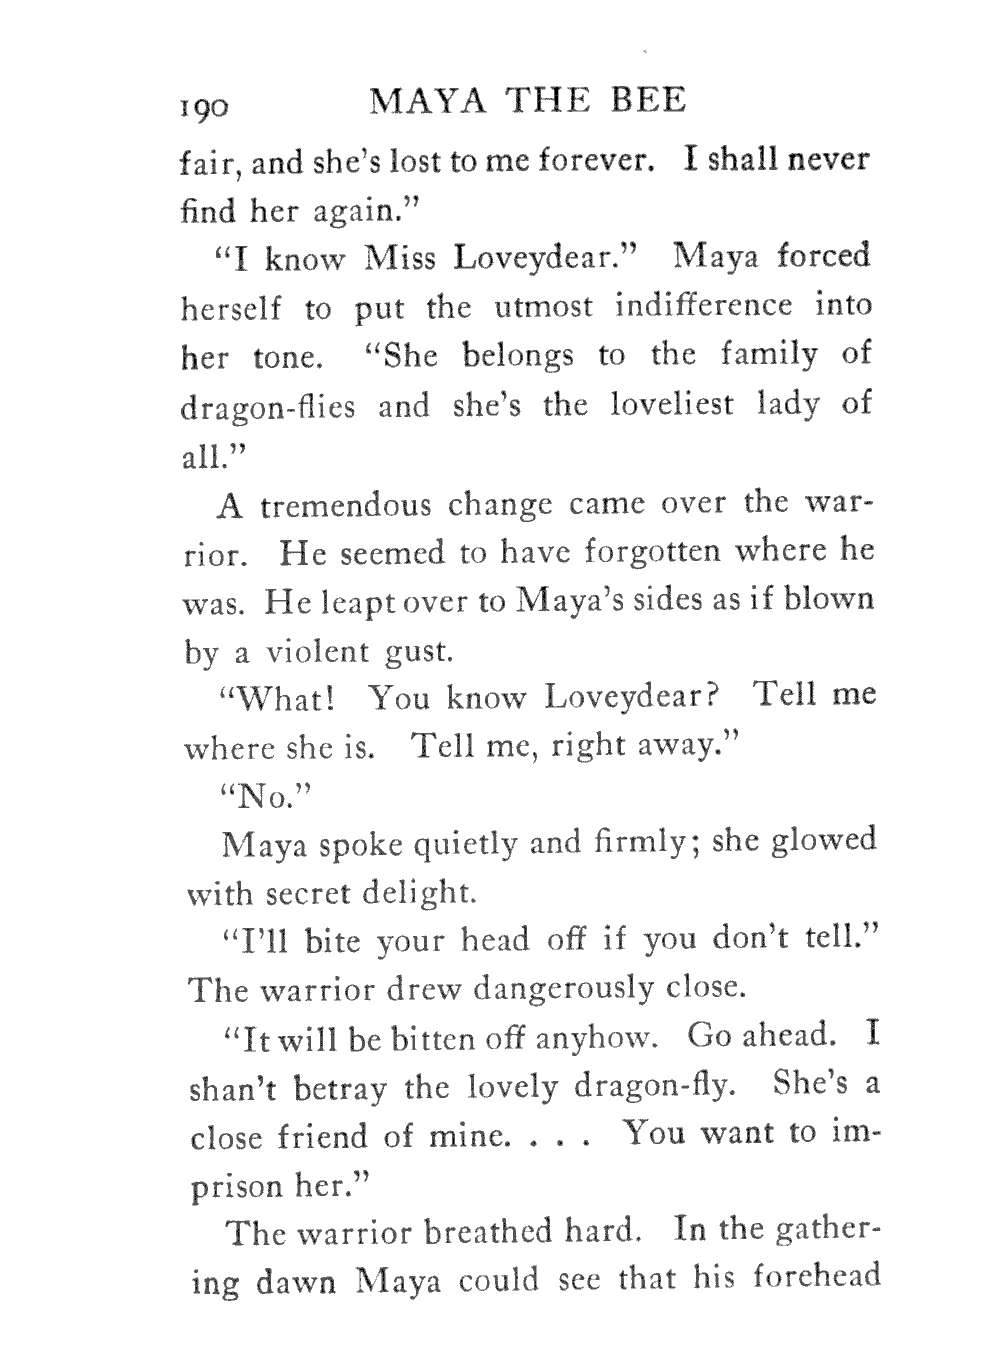 190 MAYA THE BEE
fair, and she's lost to me forever. I shall never
find her again.”
“I know Miss Loveydear.” Maya forced
herself to put the utmost indifference into
her tone. “She belongs to the family of
dragon-flies and she's the loveliest lady of
all.”
A tremendous change came over the war-
rior. He seemed to have forgotten where he
was. He leapt over to Maya's sides as if blown
by a violent gust.
“What! You know Loveydear? Tell me
where she is. Tell me, right away.”
“No.”
Maya spoke quietly and firmly; she glowed
with secret delight.
“I'll bite your head off if you don't tell.”
The warrior drew dangerously close.
“It will be bitten off anyhow. Go ahead. I
shan't betray the lovely dragon-fly. She's a
close friend of mine. . . . You want to im-
prison her.”
The warrior breathed hard. In the gather-
ing dawn Maya could see that his forehead